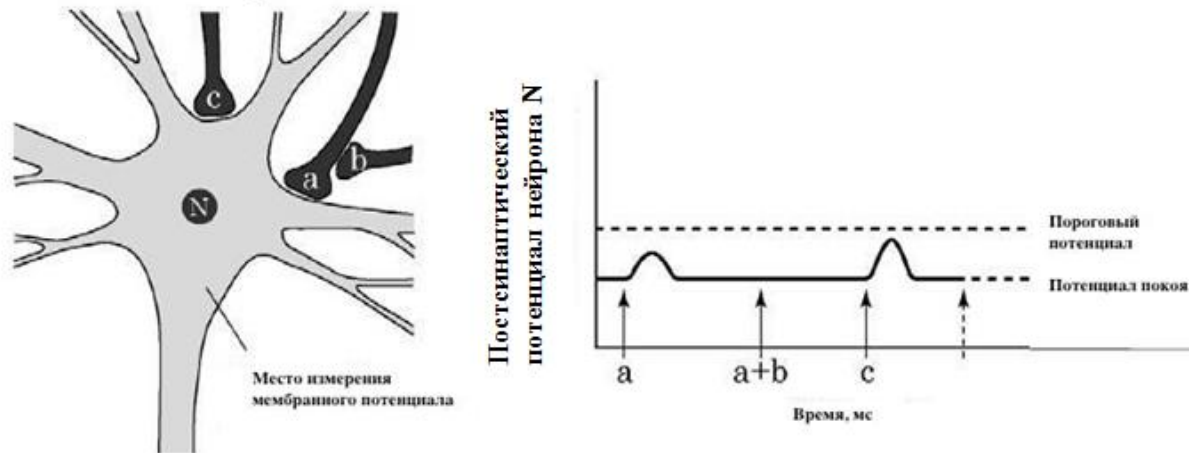 c
a
b
N
Место измерения
мембранного потенциала
Постсинаптический
потенциал нейрона N
Пороговый
потенциал
Потенциал покоя
a
a+b
c
Время, мс